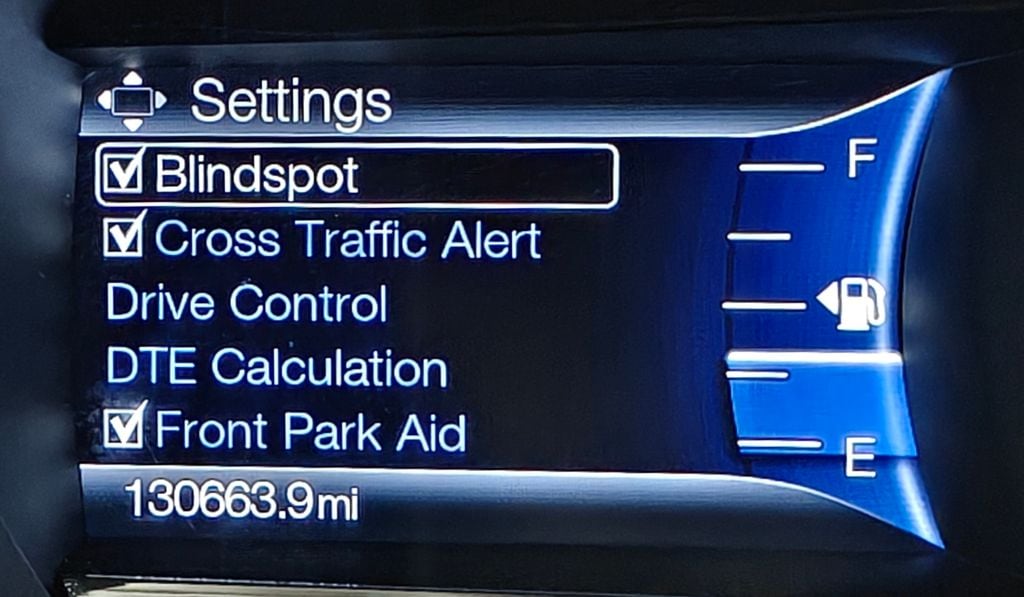 Settings
Blindspot
Cross Traffic Alert
Drive Control
DTE Calculation
Front Park Aid
130663.9mi
F
E